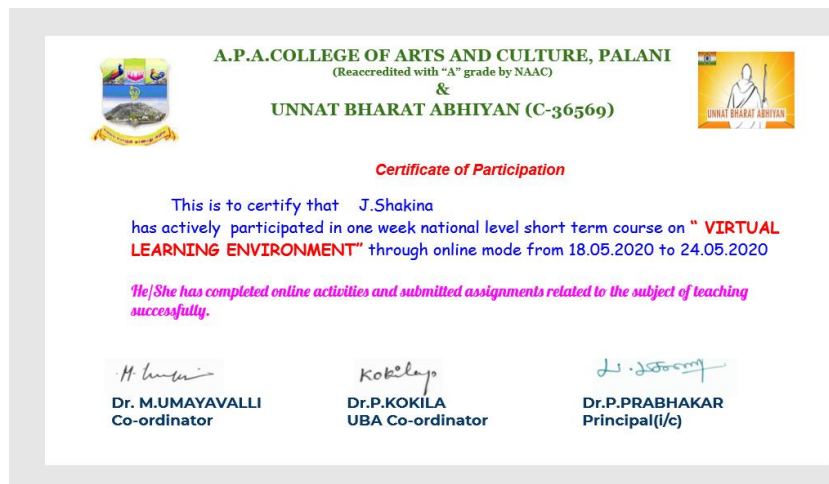 A.P.A.COLLEGE OF ARTS AND CULTURE, PALANI
(Reaccredited with “A” grade by NAAC)
&
UNNAT BHARAT ABHIYAN (C-36569)
UNNAT BHARAT ABHIYAN
Certificate of Participation
This is to certify that J.Shakina
has actively participated in one week national level short term course on “ VIRTUAL
LEARNING ENVIRONMENT” through online mode from 18.05.2020 to 24.05.2020
He/She has completed online activities and submitted assignments related to the subject of teaching
successfully.
Dr. M.UMAYAVALLI Dr.P.KOKILA Dr.P.PRABHAKAR
Co-ordinator UBA Co-ordinator Principal(i/c)